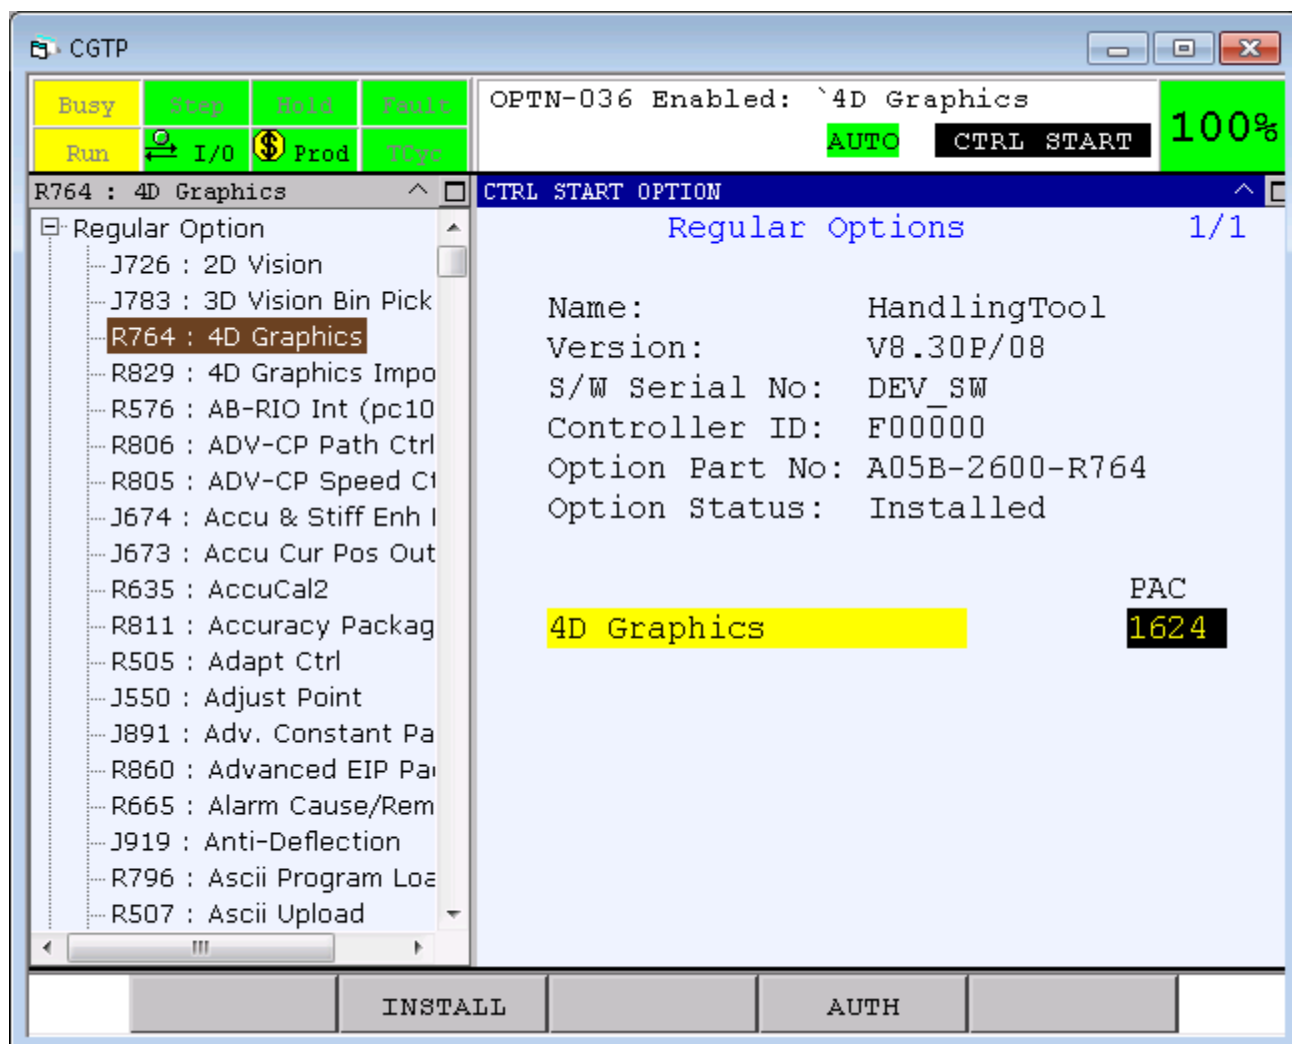 CGTP
Busy Step Hold Fault
Run I/O Prod TCyc
OPTN-036 Enabled: `4D Graphics
AUTO CTRL START 100%
R764 : 4D Graphics
Regular Option
J726 : 2D Vision
J783 : 3D Vision Bin Pick
R764 : 4D Graphics
R829 : 4D Graphics Impo
R576 : AB-RIO Int (pc10
R806 : ADV-CP Path Ctrl
R805 : ADV-CP Speed Ct
J674 : Accu & Stiff Enh I
J673 : Accu Cur Pos Out
R635 : AccuCal2
R811 : Accuracy Packag
R505 : Adapt Ctrl
J550 : Adjust Point
J891 : Adv. Constant Pa
R860 : Advanced EIP Pa
R665 : Alarm Cause/Rem
J919 : Anti-Deflection
R796 : Ascii Program Loa
R507 : Ascii Upload
CTRL START OPTION
Regular Options 1/1
Name: HandlingTool
Version: V8.30P/08
S/W Serial No: DEV_SW
Controller ID: F00000
Option Part No: A05B-2600-R764
Option Status: Installed
PAC
4D Graphics 1624
INSTALL AUTH